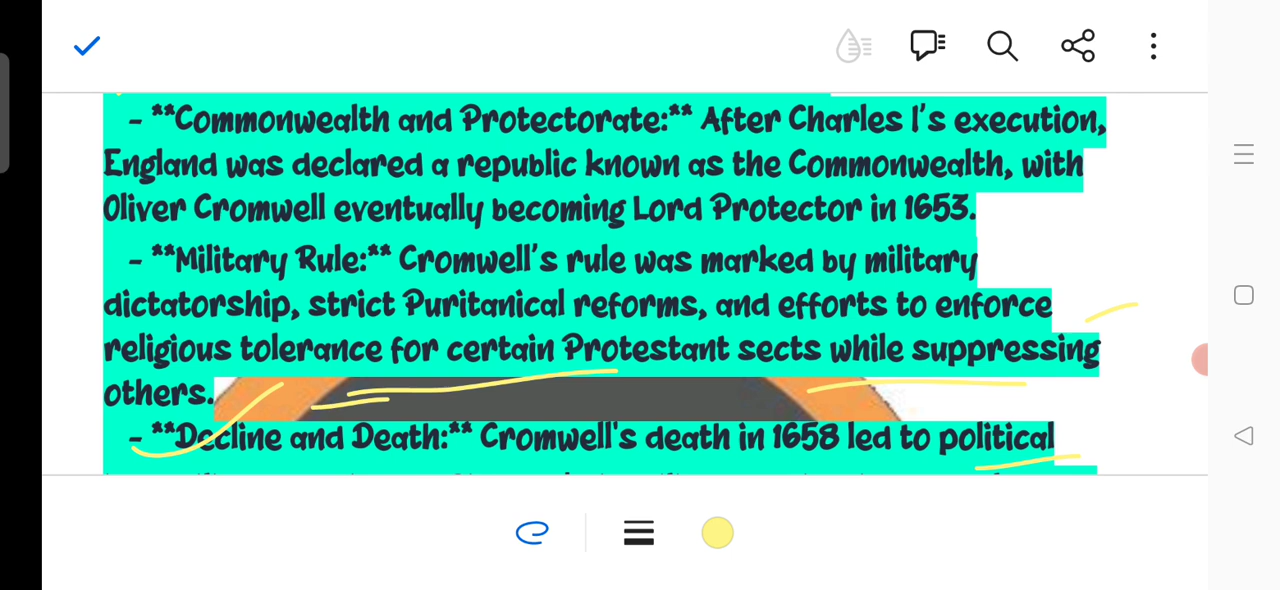 - **Commonwealth and Protectorate:** After Charles I's execution,
England was declared a republic known as the Commonwealth, with
Oliver Cromwell eventually becoming Lord Protector in 1653.
- **Military Rule:** Cromwell's rule was marked by military
dictatorship, strict Puritanical reforms, and efforts to enforce
religious tolerance for certain Protestant sects while suppressing
others.
- **Decline and Death:** Cromwell's death in 1658 led to political